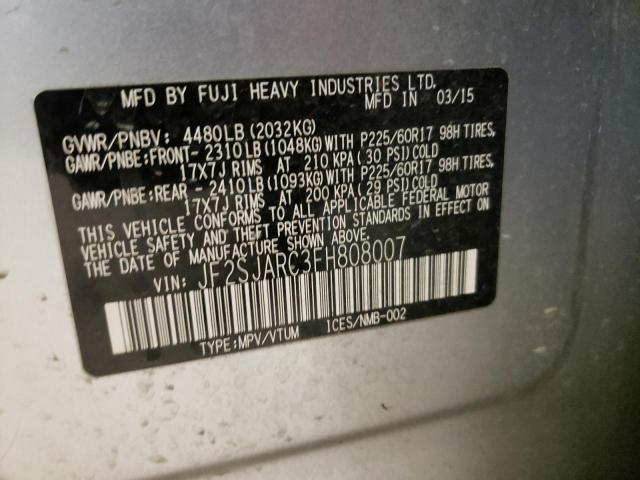 MFD BY FUJI HEAVY INDUSTRIES LTD.
MFD IN 03/15
GVWR/PNBV: 4480LB(2032KG)
GAWR/PNBE:FRONT- 2310LB(1048KG)WITH P225/60R17 98H TIRES,
17X7J RIMS AT 210 KPA(30 PSI)COLD
GAWR/PNBE:REAR - 2410LB(1093KG)WITH P225/60R17 98H TIRES,
17X7J RIMS AT 200 KPA(29 PSI)COLD
THIS VEHICLE CONFORMS TO ALL APPLICABLE FEDERAL MOTOR
VEHICLE SAFETY AND THEFT PREVENTION STANDARDS IN EFFECT ON
THE DATE OF MANUFACTURE SHOWN ABOVE.
VIN: JF2SJARC3FH808007
TYPE:MPV/VTUM ICES/NMB-002